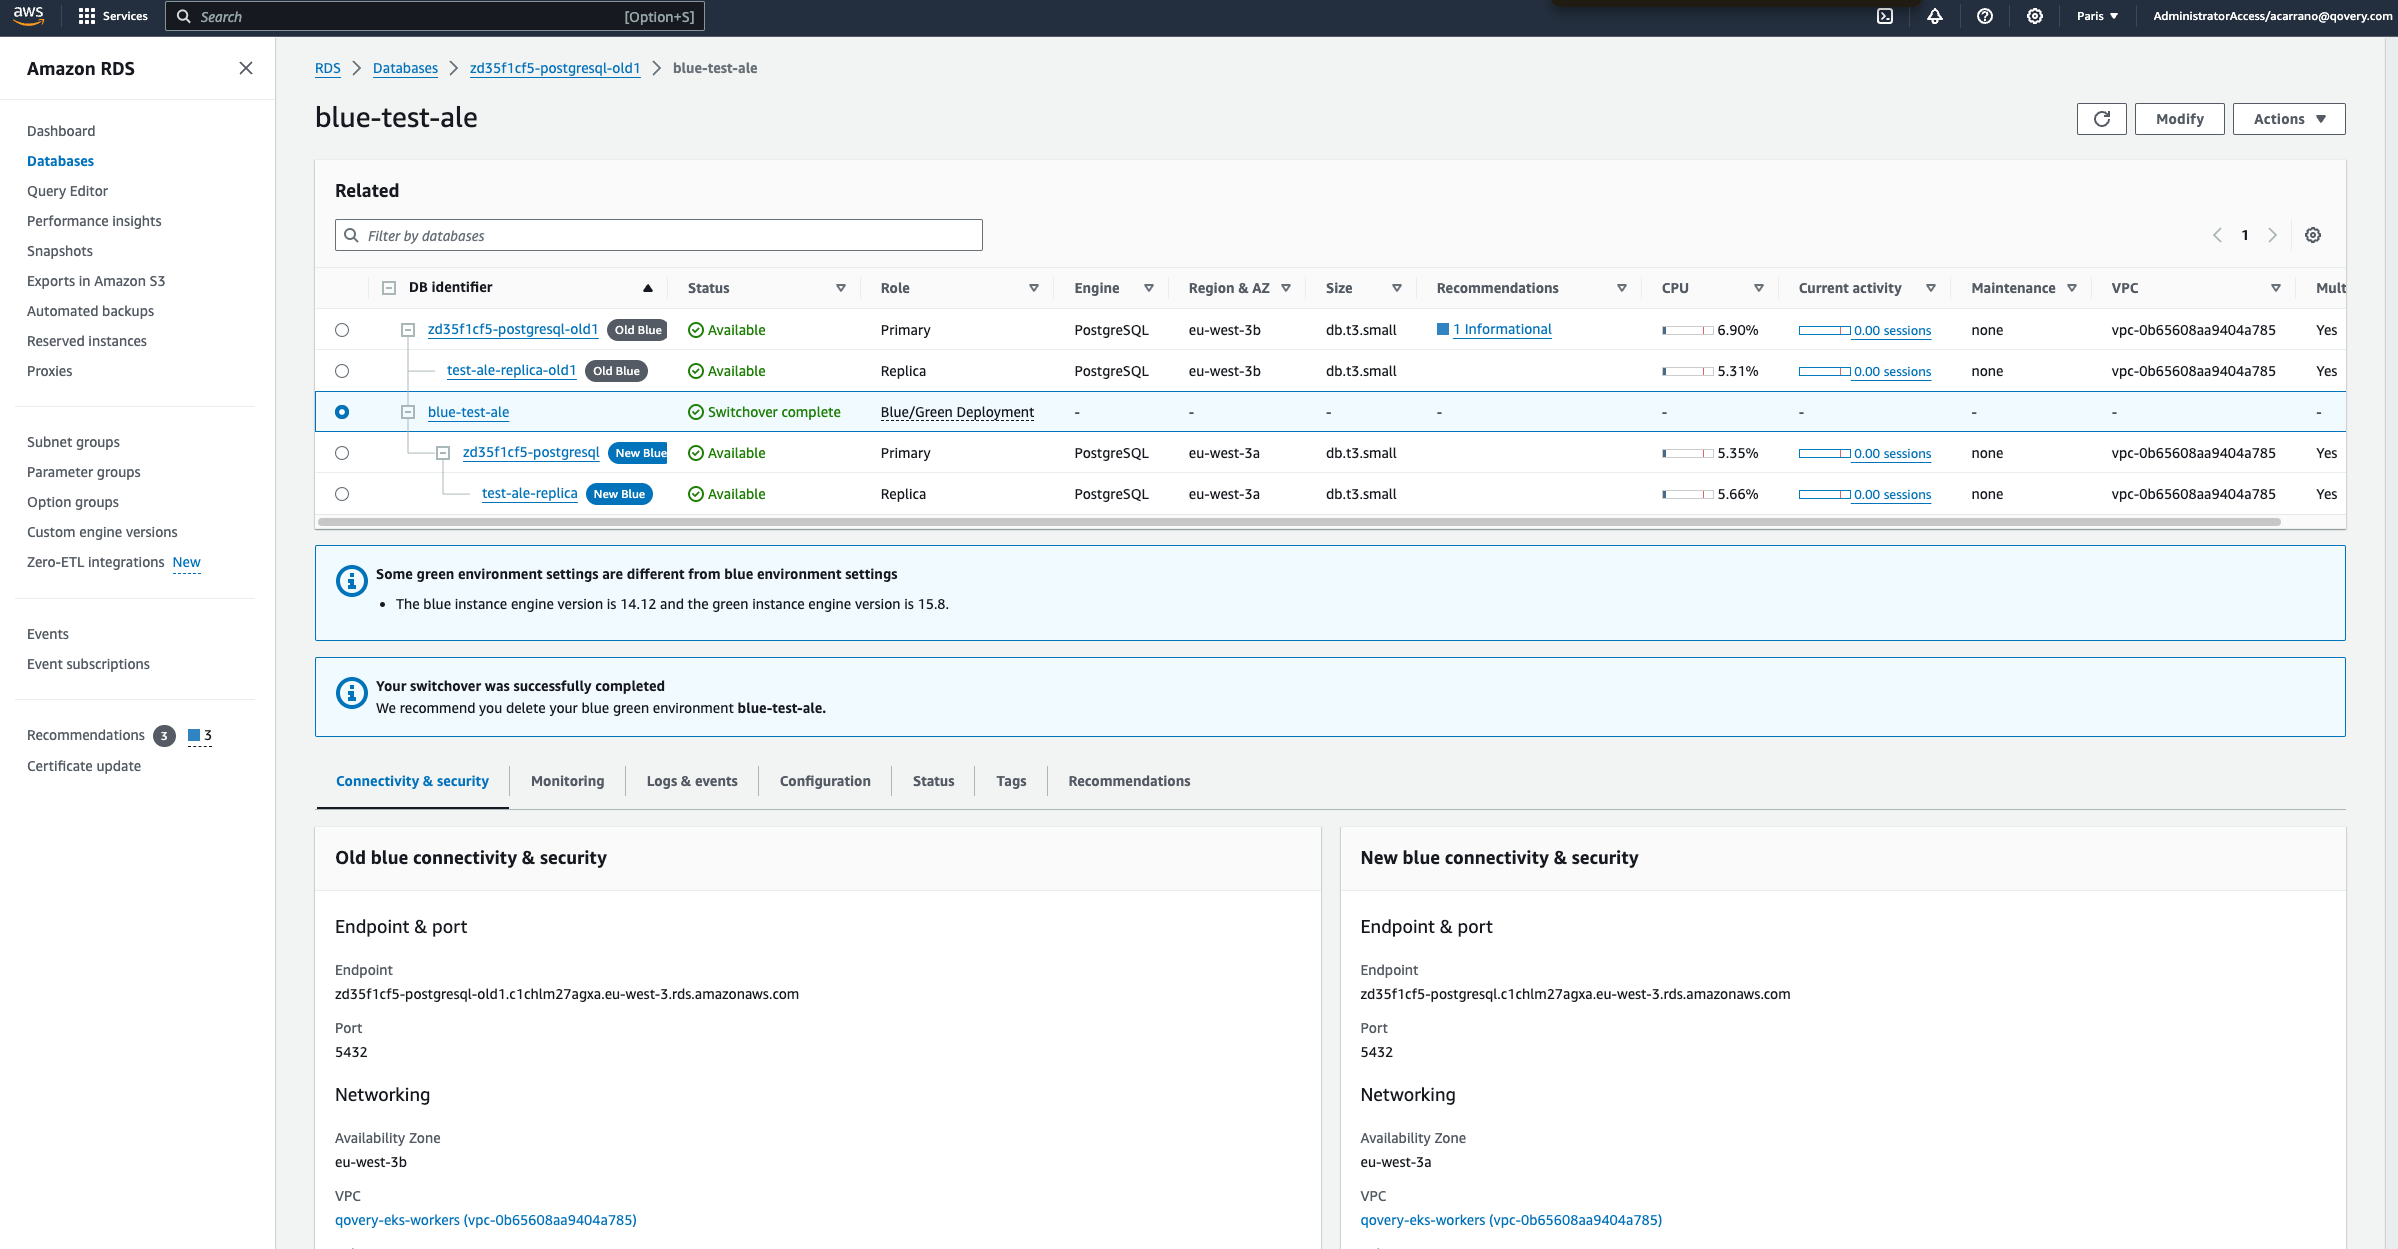 aws Services Search [Option+S] Paris ▼ AdministratorAccess/acarrano@qovery.com
Amazon RDS
Dashboard
Databases
Query Editor
Performance insights
Snapshots
Exports in Amazon S3
Automated backups
Reserved instances
Proxies
Subnet groups
Parameter groups
Option groups
Custom engine versions
Zero-ETL integrations New
Events
Event subscriptions
Recommendations 3 3
Certificate update
RDS > Databases > zd35f1cf5-postgresql-old1 > blue-test-ale
blue-test-ale
Modify Actions ▼
Related
Filter by databases
1
DB identifier Status Role Engine Region & AZ Size Recommendations CPU Current activity Maintenance VPC Mult
zd35f1cf5-postgresql-old1 Old Blue Available Primary PostgreSQL eu-west-3b db.t3.small 1 Informational 6.90% 0.00 sessions none vpc-0b65608aa9404a785 Yes
test-ale-replica-old1 Old Blue Available Replica PostgreSQL eu-west-3b db.t3.small 5.31% 0.00 sessions none vpc-0b65608aa9404a785 Yes
blue-test-ale Switchover complete Blue/Green Deployment - - - - - - - - -
zd35f1cf5-postgresql New Blue Available Primary PostgreSQL eu-west-3a db.t3.small 5.35% 0.00 sessions none vpc-0b65608aa9404a785 Yes
test-ale-replica New Blue Available Replica PostgreSQL eu-west-3a db.t3.small 5.66% 0.00 sessions none vpc-0b65608aa9404a785 Yes
Some green environment settings are different from blue environment settings
• The blue instance engine version is 14.12 and the green instance engine version is 15.8.
Your switchover was successfully completed
We recommend you delete your blue green environment blue-test-ale.
Connectivity & security Monitoring Logs & events Configuration Status Tags Recommendations
Old blue connectivity & security
Endpoint & port
Endpoint
zd35f1cf5-postgresql-old1.c1chlm27agxa.eu-west-3.rds.amazonaws.com
Port
5432
Networking
Availability Zone
eu-west-3b
VPC
qovery-eks-workers (vpc-0b65608aa9404a785)
New blue connectivity & security
Endpoint & port
Endpoint
zd35f1cf5-postgresql.c1chlm27agxa.eu-west-3.rds.amazonaws.com
Port
5432
Networking
Availability Zone
eu-west-3a
VPC
qovery-eks-workers (vpc-0b65608aa9404a785)